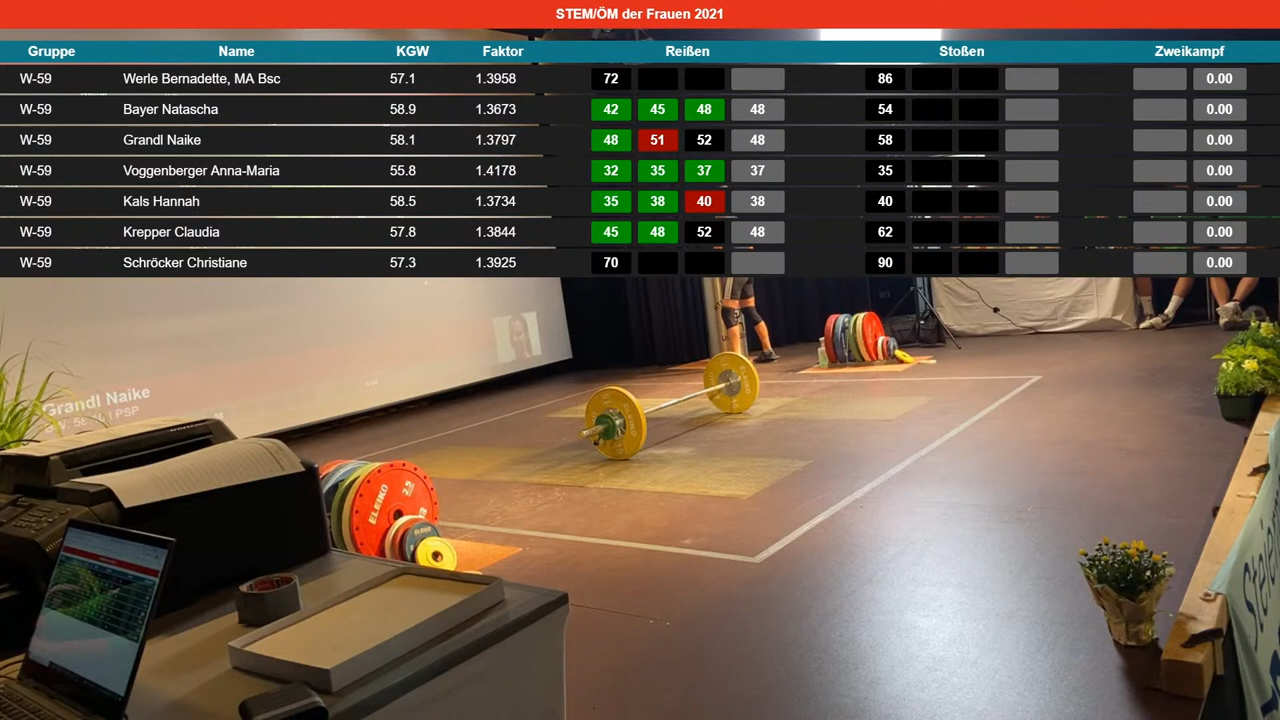 STEM/ÖM der Frauen 2021
Gruppe Name KGW Faktor Reißen Stoßen Zweikampf
W-59 Werle Bernadette, MA Bsc 57.1 1.3958 72 86 0.00
W-59 Bayer Natascha 58.9 1.3673 42 45 48 48 54 0.00
W-59 Grandl Naike 58.1 1.3797 48 51 52 48 58 0.00
W-59 Voggenberger Anna-Maria 55.8 1.4178 32 35 37 37 35 0.00
W-59 Kals Hannah 58.5 1.3734 35 38 40 38 40 0.00
W-59 Krepper Claudia 57.8 1.3844 45 48 52 48 62 0.00
W-59 Schröcker Christiane 57.3 1.3925 70 90 0.00
Grandl Naike
PSP
ELEIKO
25